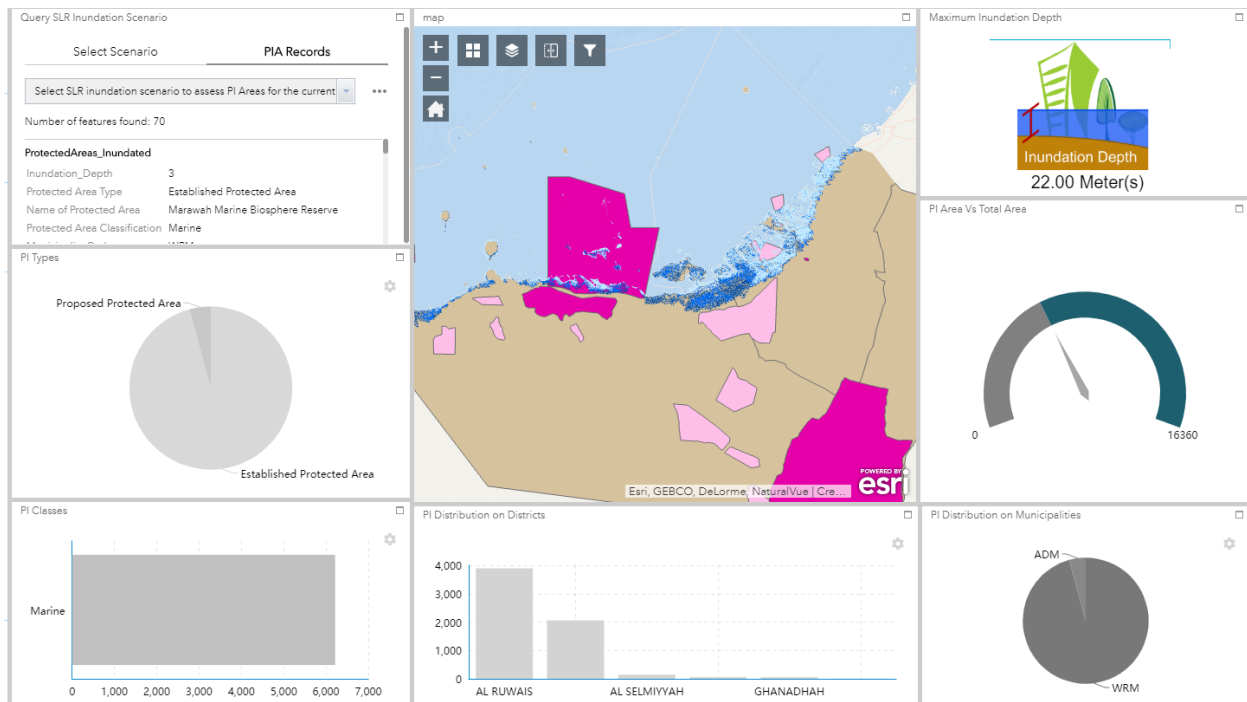 Query SLR Inundation Scenario
Select Scenario
PIA Records
Select SLR inundation scenario to assess PI Areas for the current
Number of features found: 70
ProtectedAreas_Inundated
Inundation_Depth 3
Protected Area Type Established Protected Area
Name of Protected Area Marawah Marine Biosphere Reserve
Protected Area Classification Marine
map
POWERED BY
esri
Esri, GEBCO, DeLorme, NaturalVue | Cre...
Maximum Inundation Depth
Inundation Depth
22.00 Meter(s)
PI Types
Proposed Protected Area
Established Protected Area
PI Area Vs Total Area
0
16360
PI Classes
Marine
0 1,000 2,000 3,000 4,000 5,000 6,000 7,000
PI Distribution on Districts
4,000
3,000
2,000
1,000
0
AL RUWAIS AL SELMIYYAH GHANADHAH
PI Distribution on Municipalities
ADM
WRM